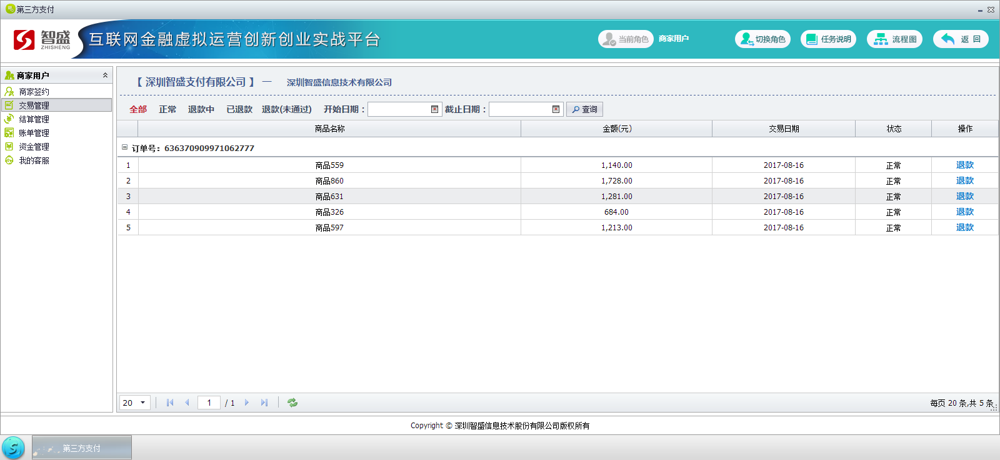 第三方支付
智盛
ZHISHENG
互联网金融虚拟运营创新创业实战平台
当前角色 商家用户 切换角色 任务说明 流程图 返 回
商家用户
商家签约
交易管理
结算管理
账单管理
资金管理
我的客服
【 深圳智盛支付有限公司 】 一 深圳智盛信息技术有限公司
全部 正常 退款中 已退款 退款(未通过) 开始日期： 截止日期： 查询
商品名称 金额(元) 交易日期 状态 操作
订单号：636370909971062777
1 商品559 1,140.00 2017-08-16 正常 退款
2 商品860 1,728.00 2017-08-16 正常 退款
3 商品631 1,281.00 2017-08-16 正常 退款
4 商品326 684.00 2017-08-16 正常 退款
5 商品597 1,213.00 2017-08-16 正常 退款
20 1 / 1 每页 20 条,共 5 条
Copyright © 深圳智盛信息技术股份有限公司版权所有
第三方支付